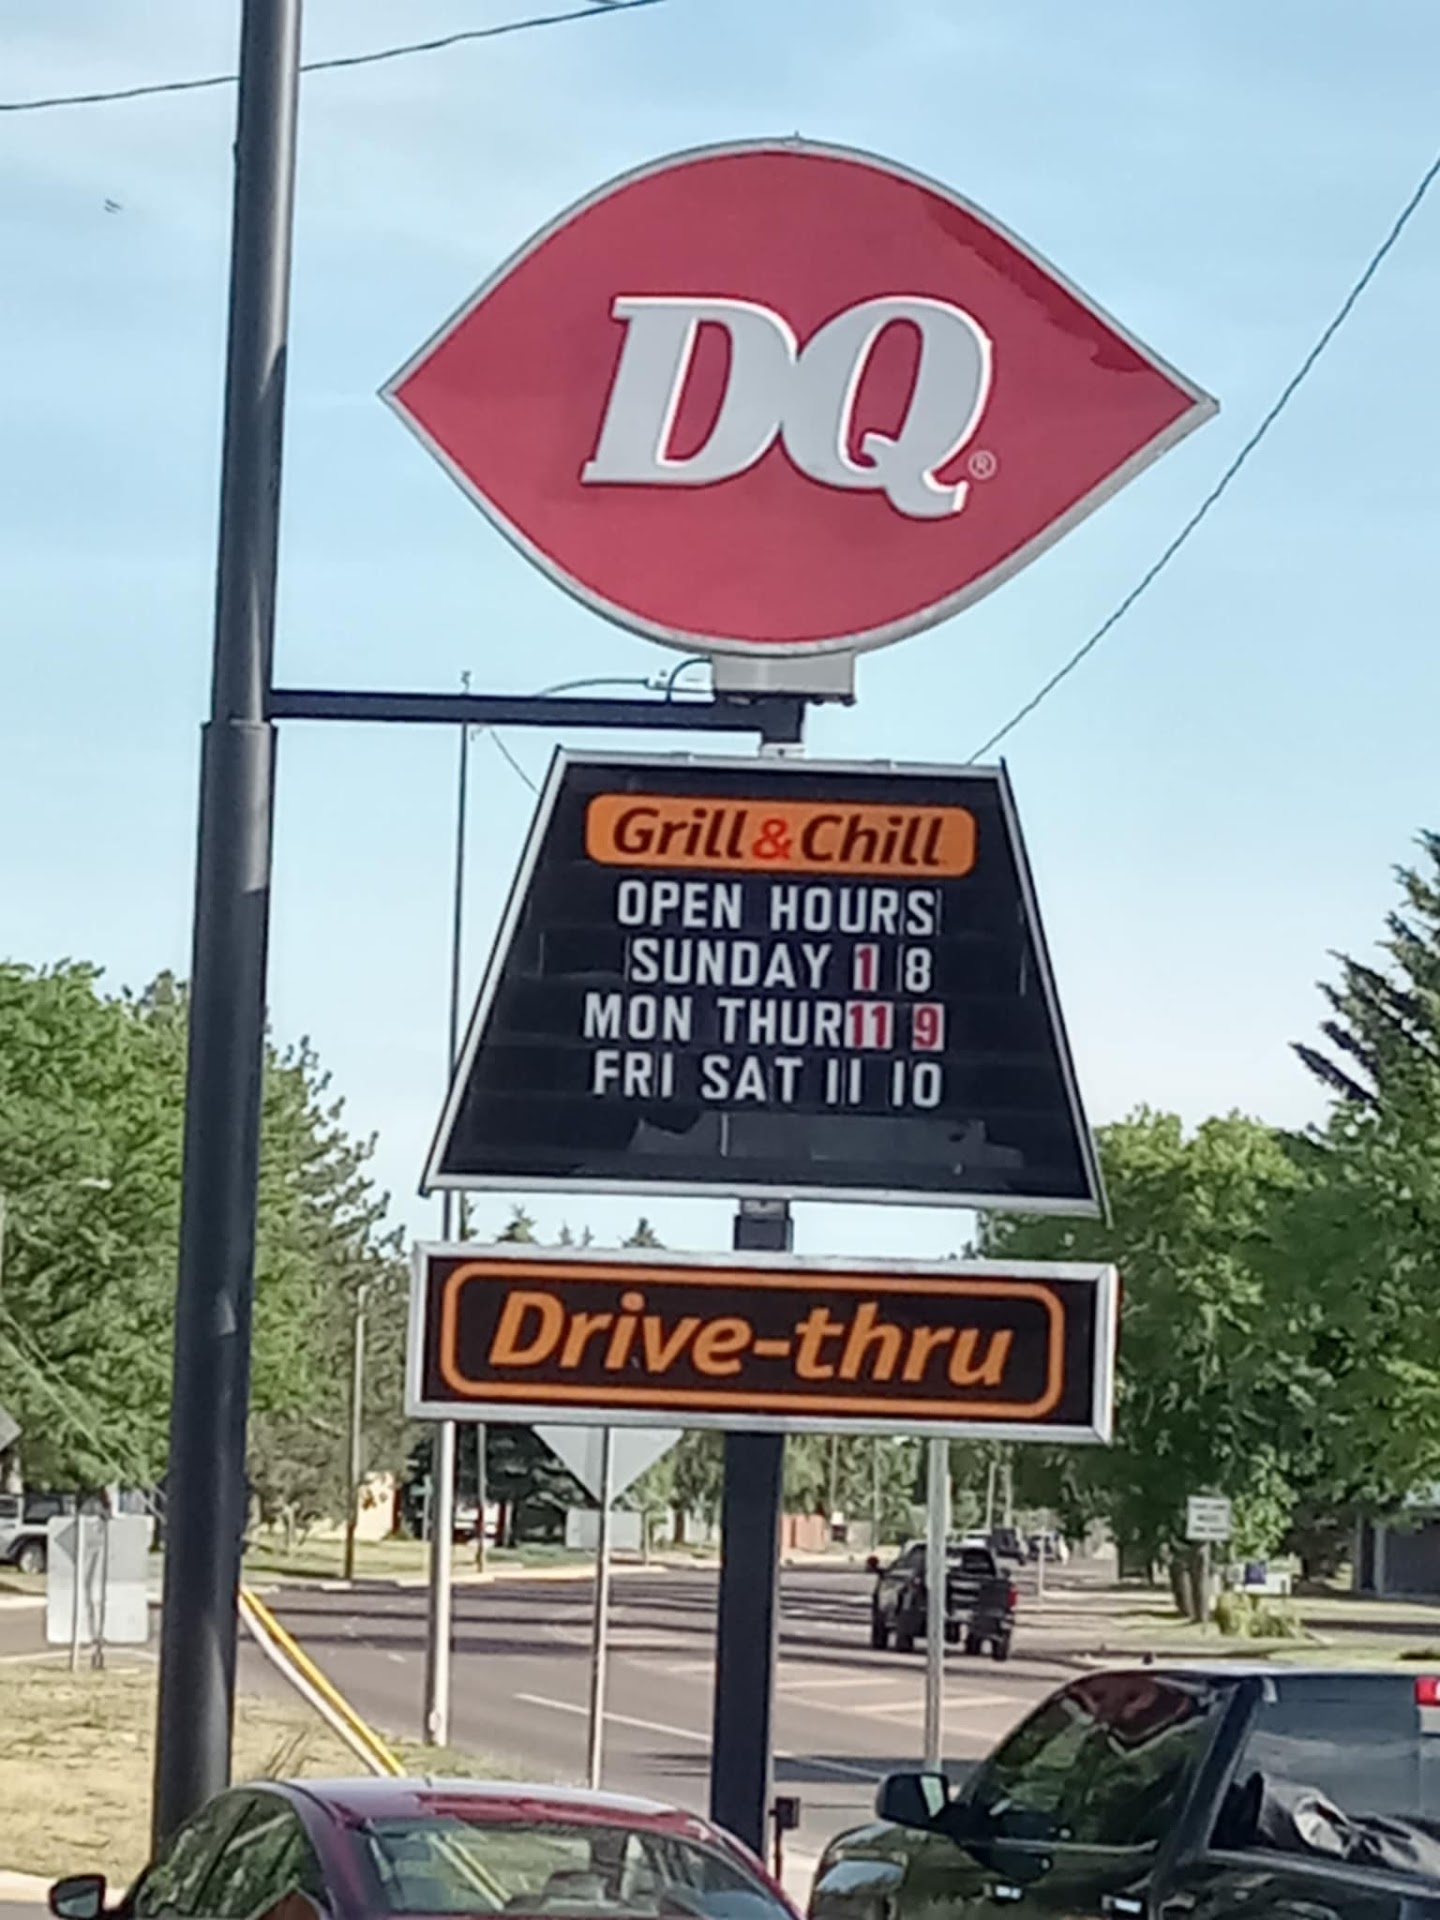 DQ®
Grill & Chill
OPEN HOURS
SUNDAY 1 8
MON THUR 11 9
FRI SAT 11 10
Drive-thru